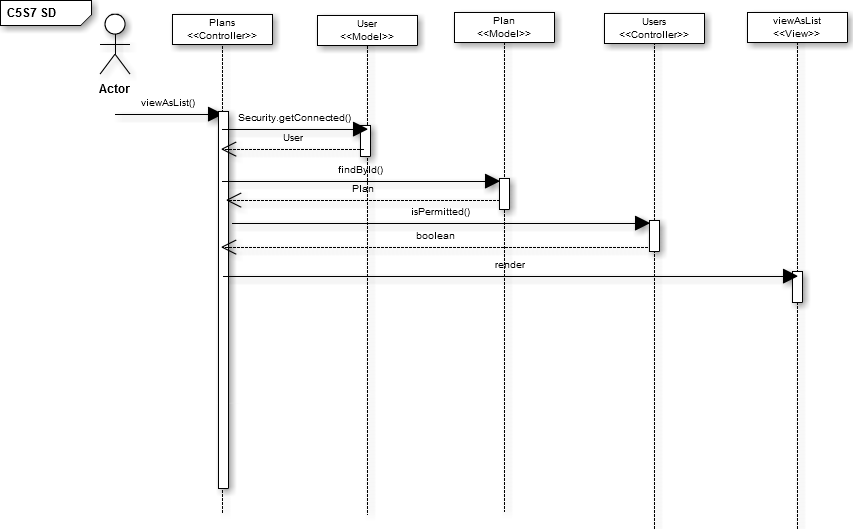 C5S7 SD
Actor
Plans
<<Controller>>
User
<<Model>>
Plan
<<Model>>
Users
<<Controller>>
viewAsList
<<View>>
viewAsList()
Security.getConnected()
User
findById()
Plan
isPermitted()
boolean
render